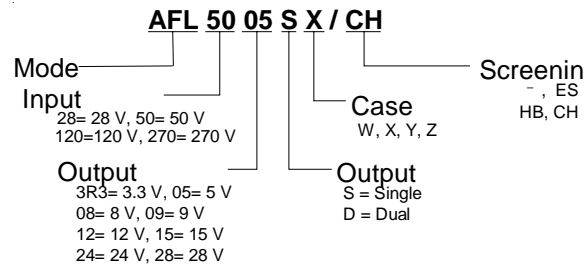 AFL 50 05 S X / CH
Mode
Input
28= 28 V, 50= 50 V
120=120 V, 270= 270 V
Output
3R3= 3.3 V, 05= 5 V
08= 8 V, 09= 9 V
12= 12 V, 15= 15 V
24= 24 V, 28= 28 V
Output
S = Single
D = Dual
Case
W, X, Y, Z
Screenin
– , ES
HB, CH